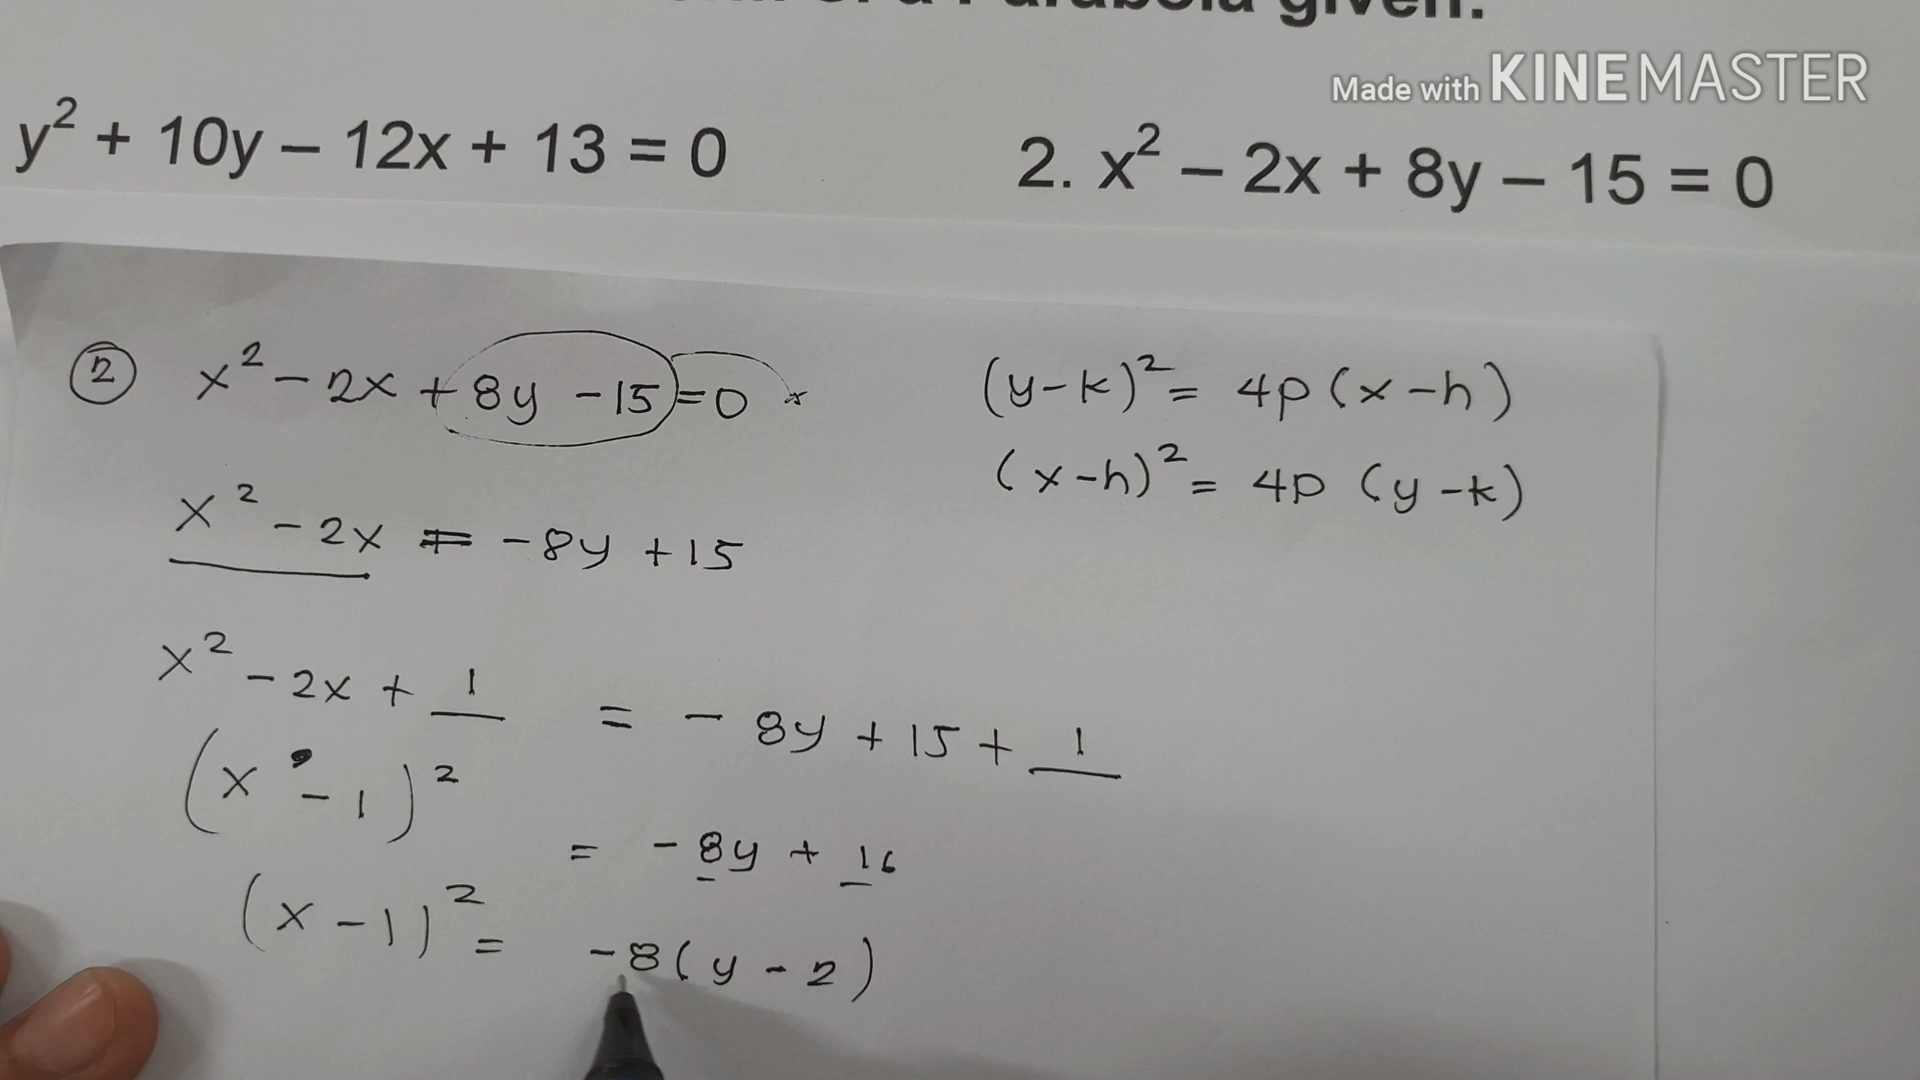 given:
Made with KINEMASTER
y² + 10y – 12x + 13 = 0
2. x² – 2x + 8y – 15 = 0
② x² - 2x + 8y - 15 = 0
(y-k)² = 4p (x-h)
(x-h)² = 4p (y-k)
x² - 2x = -8y + 15
x² - 2x + 1 = - 8y + 15 + 1
(x - 1)²
= - 8y + 16
(x - 1)² = -8(y - 2)